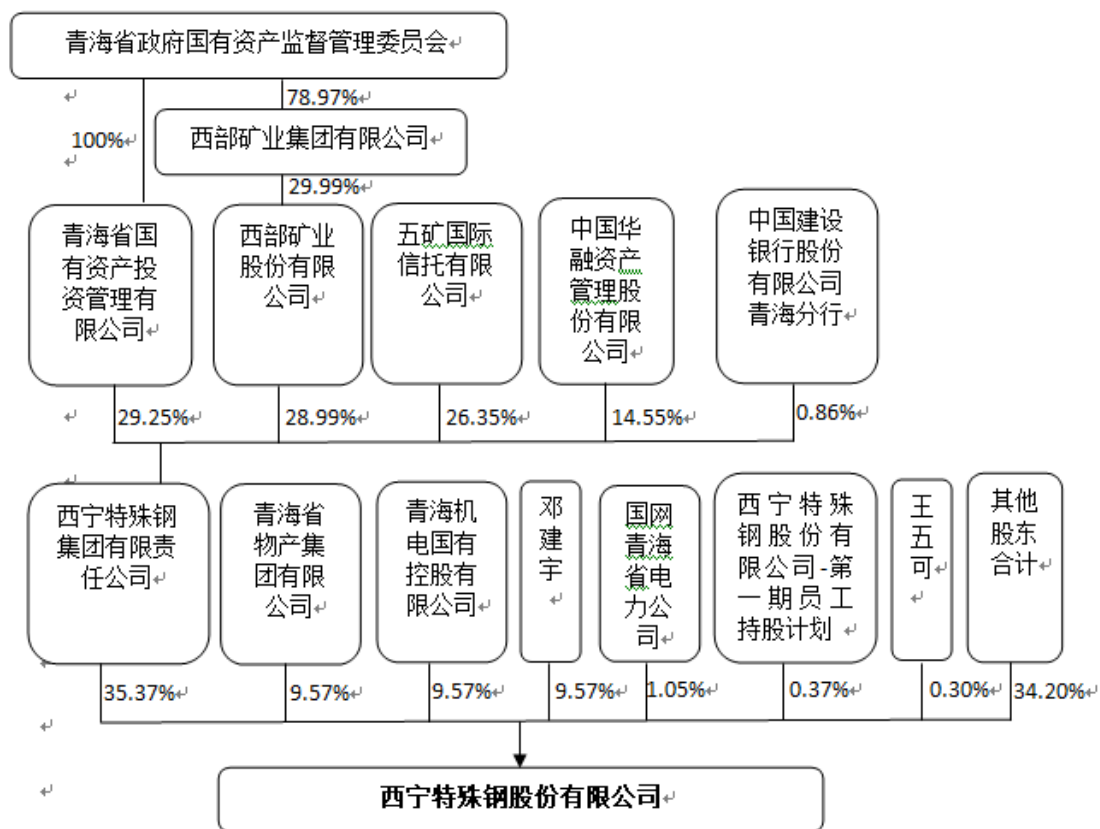 青海省政府国有资产监督管理委员会
78.97%
100%
西部矿业集团有限公司
29.99%
青海省国
有资产投
资管理有
限公司
西部矿业
股份有限
公司
五矿国际
信托有限
公司
中国华
融资产
管理股
份有限
公司
中国建设
银行股份
有限公司
青海分行
29.25%
28.99%
26.35%
14.55%
0.86%
西宁特殊钢
集团有限责
任公司
青海省
物产集
团有限
公司
青海机
电国有
控股有
限公司
邓
建
宇
国网
青海
省电
力公
司
西宁特殊
钢股份有
限公司-第
一期员工
持股计划
王
五
可
其他
股东
合计
35.37%
9.57%
9.57%
9.57%
1.05%
0.37%
0.30%
34.20%
西宁特殊钢股份有限公司